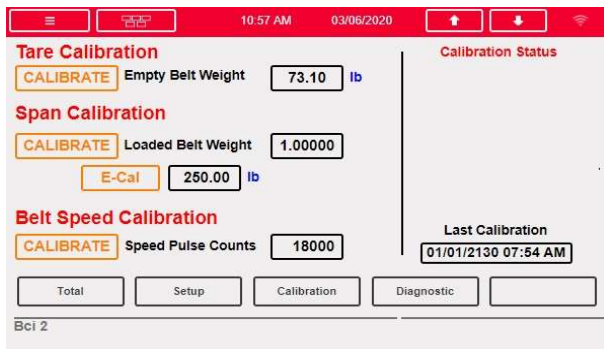 10:57 AM 03/06/2020
Tare Calibration
CALIBRATE Empty Belt Weight 73.10 lb
Span Calibration
CALIBRATE Loaded Belt Weight 1.00000
E-Cal 250.00 lb
Belt Speed Calibration
CALIBRATE Speed Pulse Counts 18000
Calibration Status
Last Calibration
01/01/2130 07:54 AM
Total Setup Calibration Diagnostic
Bci 2